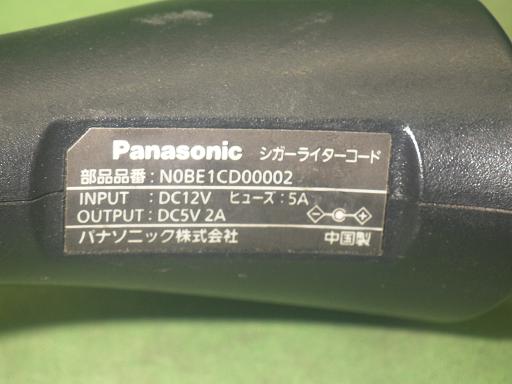 Panasonic シガーライターコード
部品品番:N0BE1CD00002
INPUT :DC12V ヒューズ:5A
OUTPUT:DC5V 2A
パナソニック株式会社 中国製